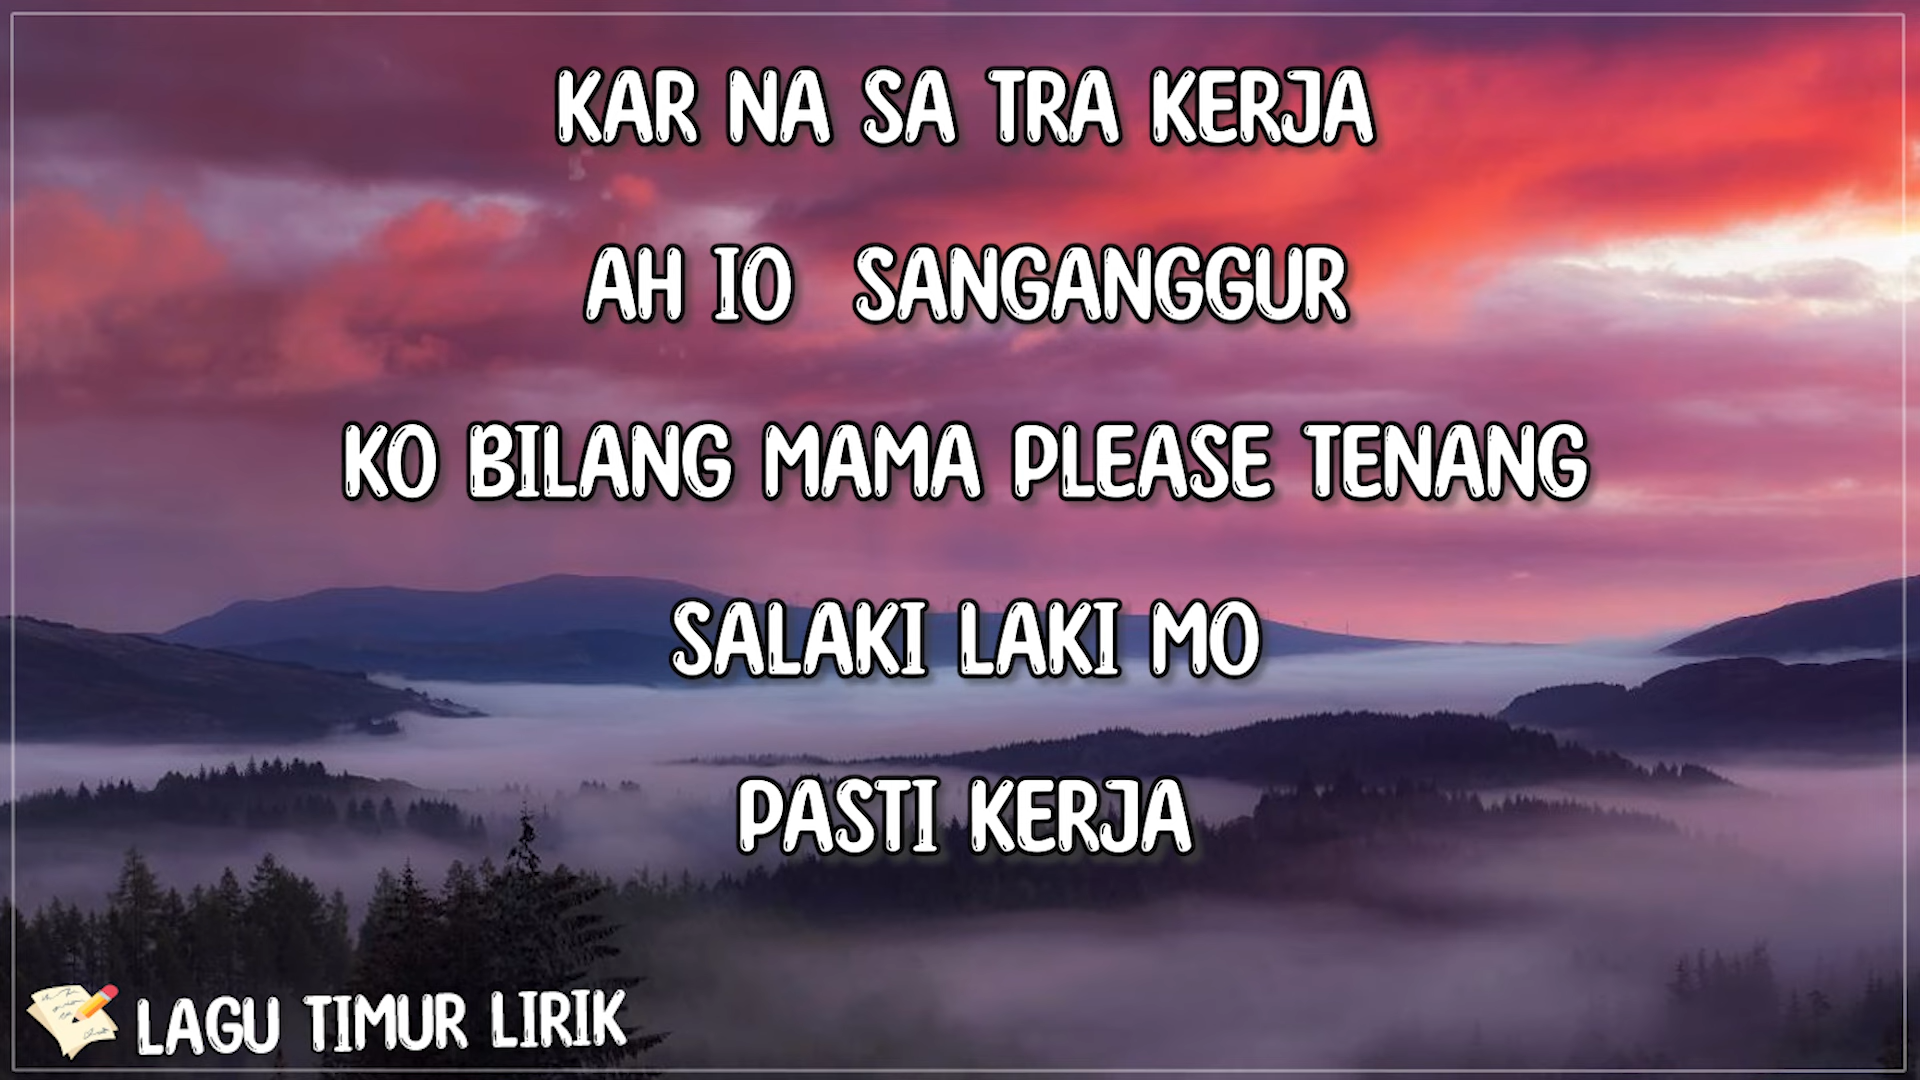 KAR NA SA TRA KERJA
AH IO SANGANGGUR
KO BILANG MAMA PLEASE TENANG
SALAKI LAKI MO
PASTI KERJA
LAGU TIMUR LIRIK